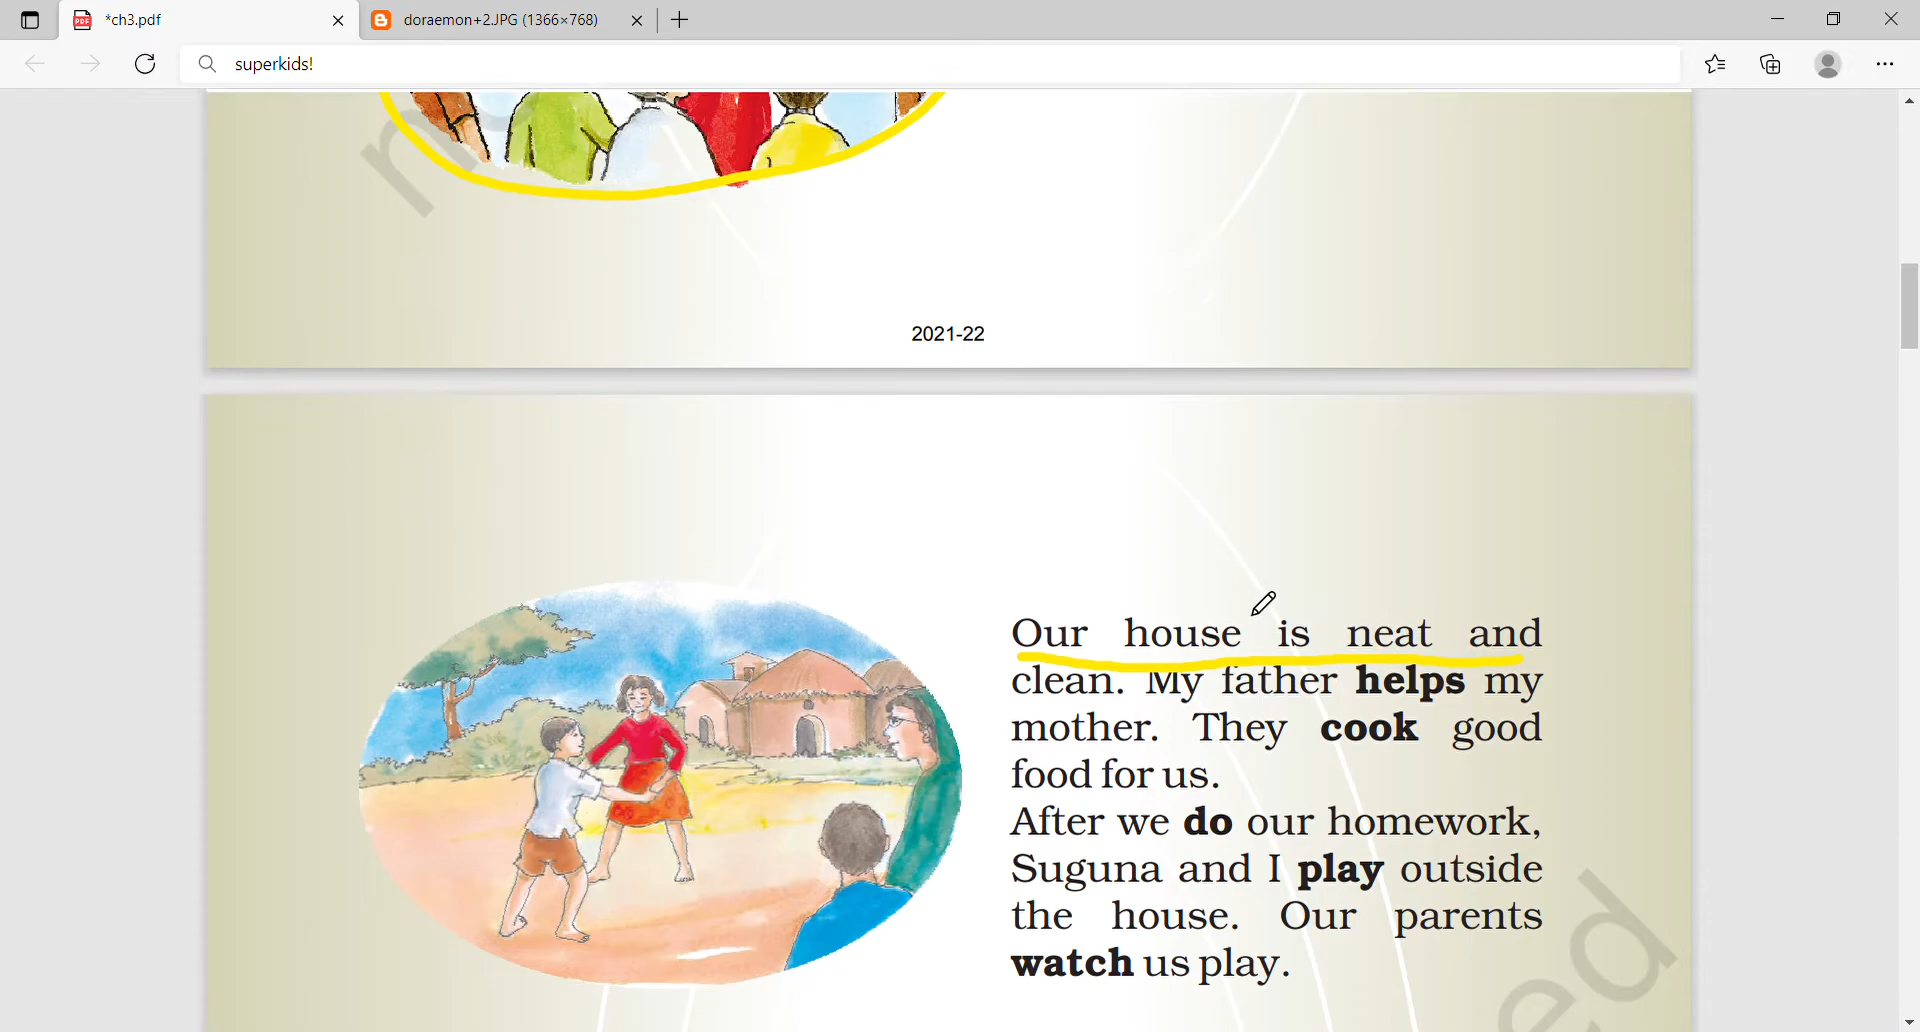 *ch3.pdf
doraemon+2.JPG (1366×768)
superkids!
2021-22
Our house is neat and
clean. My father helps my
mother. They cook good
food for us.
After we do our homework,
Suguna and I play outside
the house. Our parents
watch us play.